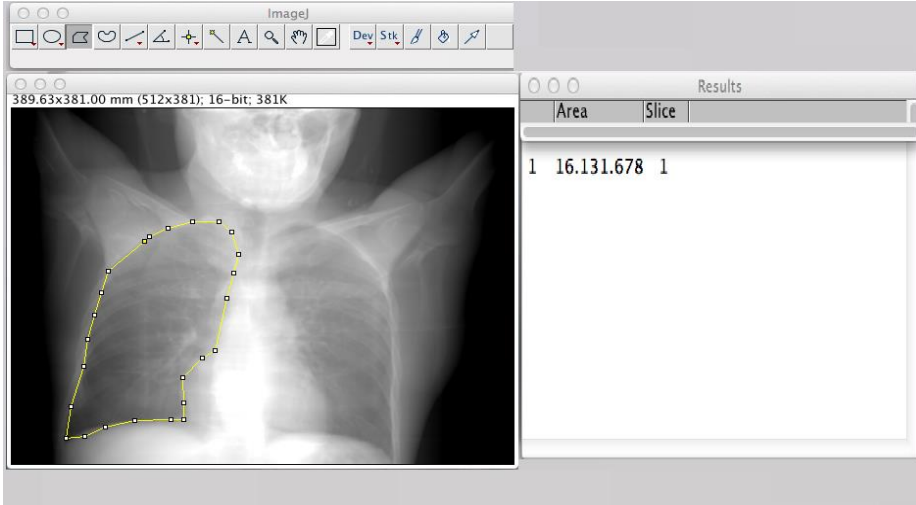 ImageJ
A Dev Stk
389.63x381.00 mm (512x381); 16-bit; 381K
Results
Area Slice
1 16.131.678 1